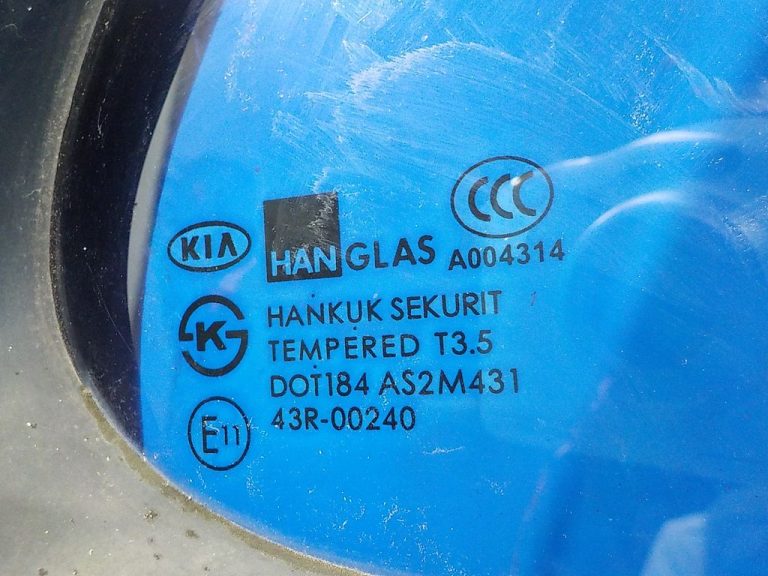 CCC
KIA HANGLAS A004314
K HANKUK SEKURIT
TEMPERED T3.5
DOT184 AS2M431
E11 43R-00240